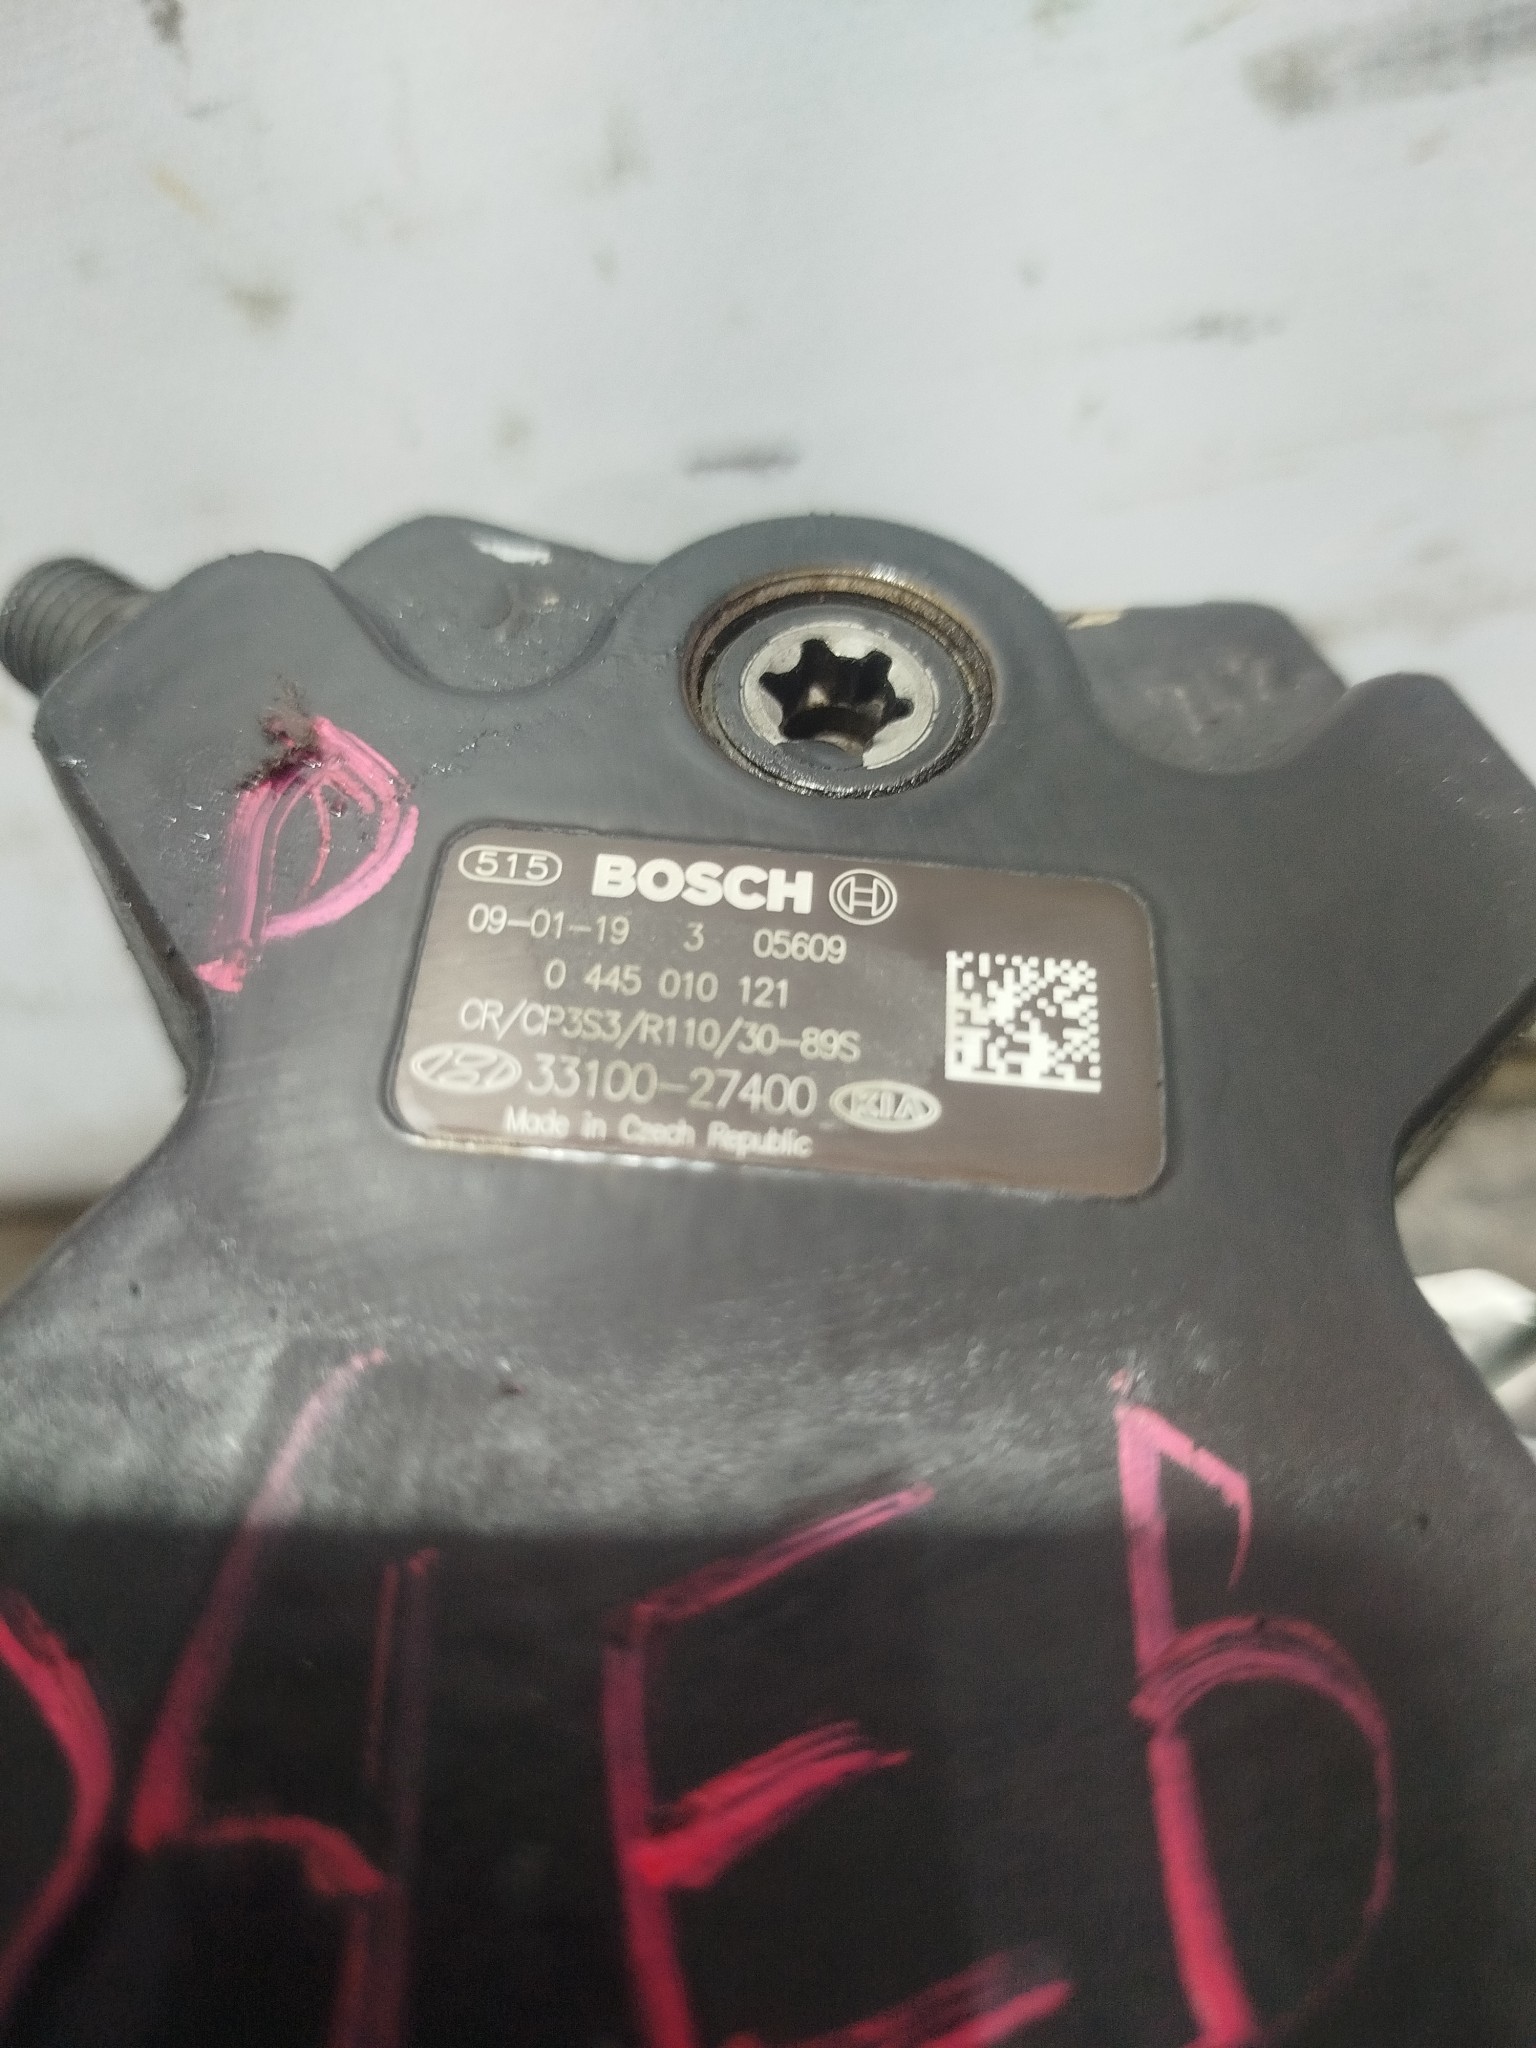 515 BOSCH
09-01-19 3 05609
0 445 010 121
CR/CP3S3/R110/30-89S
33100-27400 KIA
Made in Czech Republic